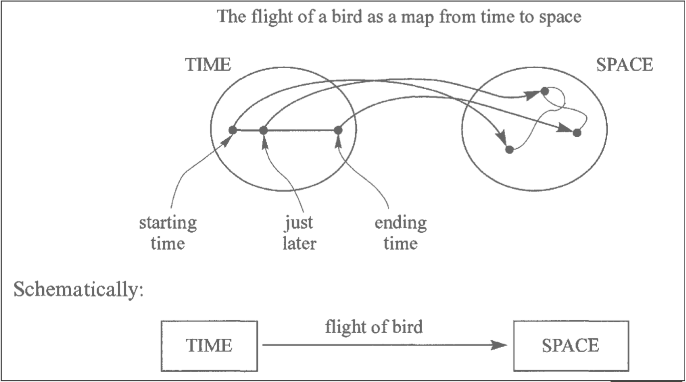 The flight of a bird as a map from time to space
TIME
SPACE
starting
time
just
later
ending
time
Schematically:
flight of bird
TIME
SPACE